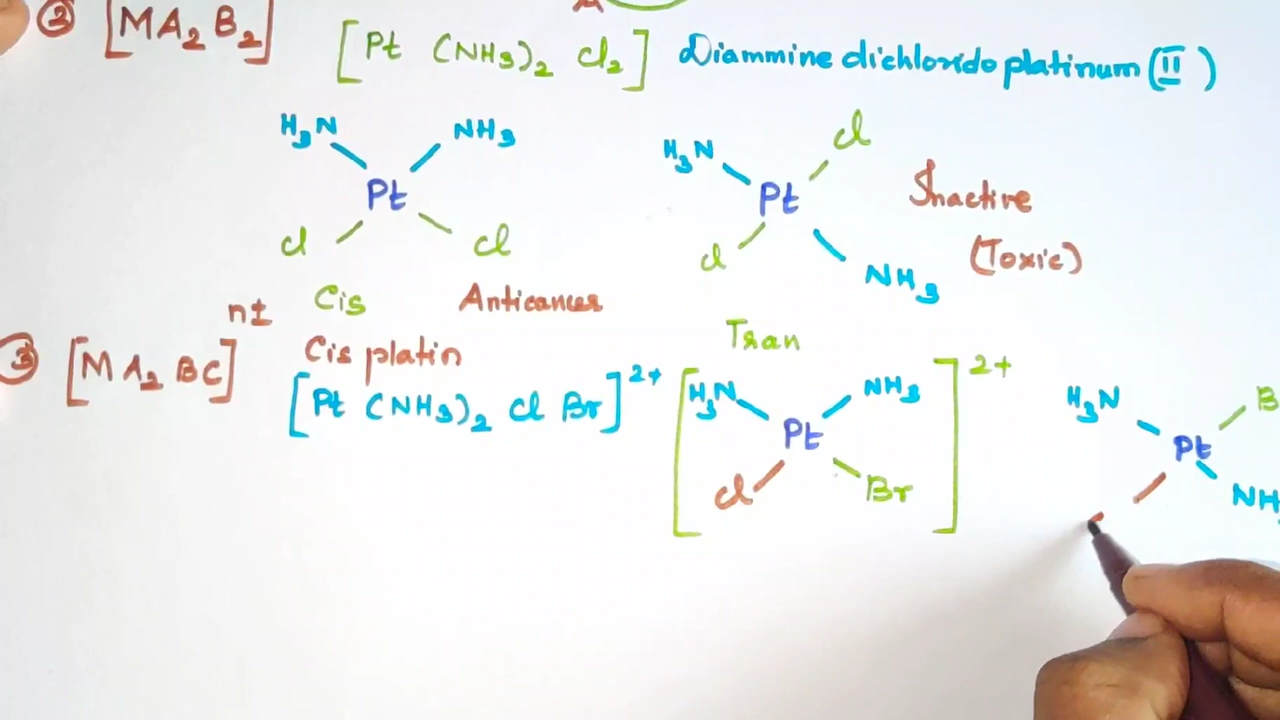 ② [MA₂B₂] [Pt (NH₃)₂ Cl₂] Diammine dichlorido platinum (II)
H₃N NH₃ H₃N Cl
Pt Pt Inactive
Cl Cl Cl NH₃ (Toxic)
Cis Anticancer Tran
③ [MA₂BC]ⁿ± Cis platin
[Pt (NH₃)₂ Cl Br]²⁺ [H₃N NH₃ ]²⁺ H₃N B
Pt Pt
Cl Br NH